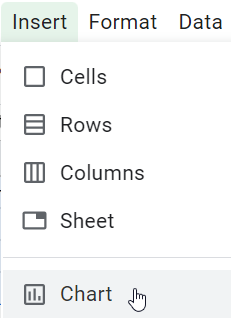 Insert Format Data
Cells
Rows
Columns
Sheet
Chart